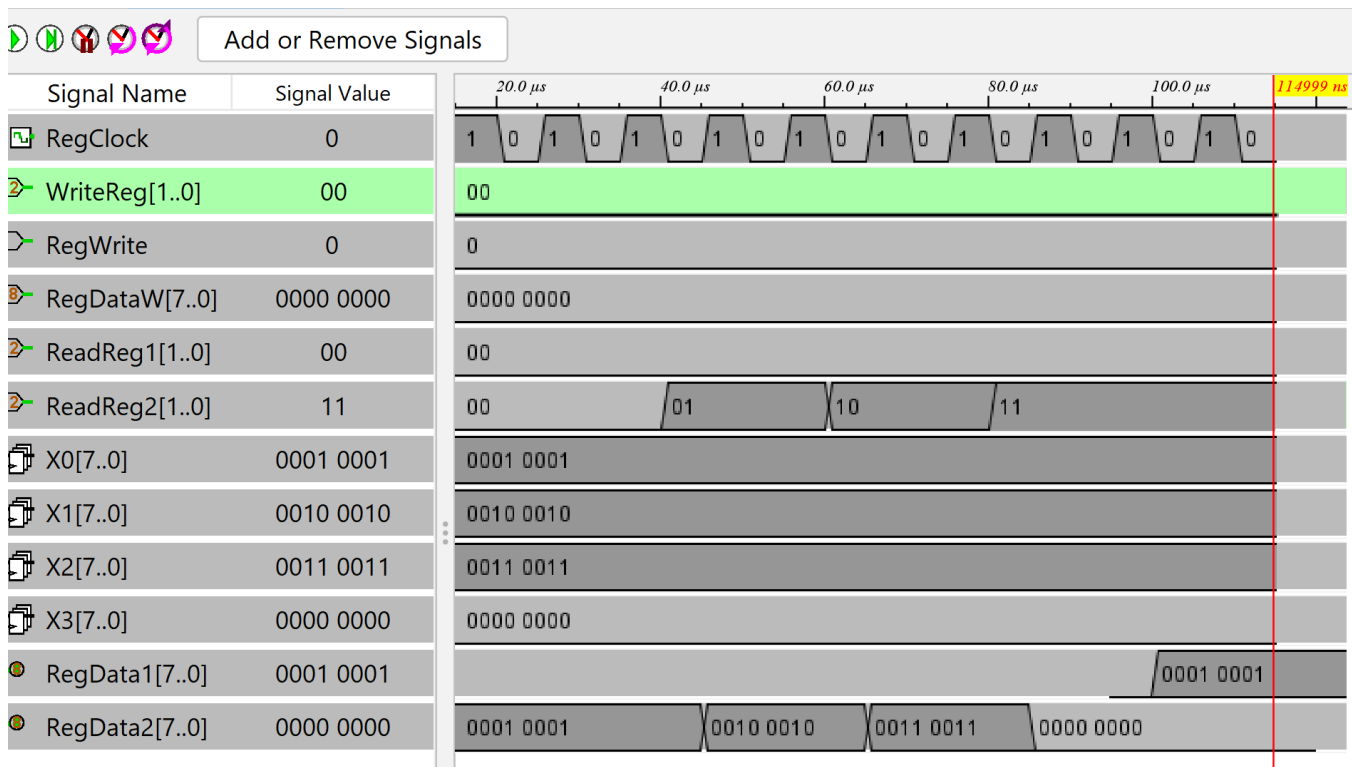 Add or Remove Signals
Signal Name Signal Value 20.0 µs 40.0 µs 60.0 µs 80.0 µs 100.0 µs 114999 ns
RegClock 0 1 0 1 0 1 0 1 0 1 0 1 0 1 0 1 0 1 0 1 0
2 WriteReg[1..0] 00 00
RegWrite 0 0
8 RegDataW[7..0] 0000 0000 0000 0000
2 ReadReg1[1..0] 00 00
2 ReadReg2[1..0] 11 00 01 10 11
X0[7..0] 0001 0001 0001 0001
X1[7..0] 0010 0010 0010 0010
X2[7..0] 0011 0011 0011 0011
X3[7..0] 0000 0000 0000 0000
RegData1[7..0] 0001 0001 0001 0001
RegData2[7..0] 0000 0000 0001 0001 0010 0010 0011 0011 0000 0000